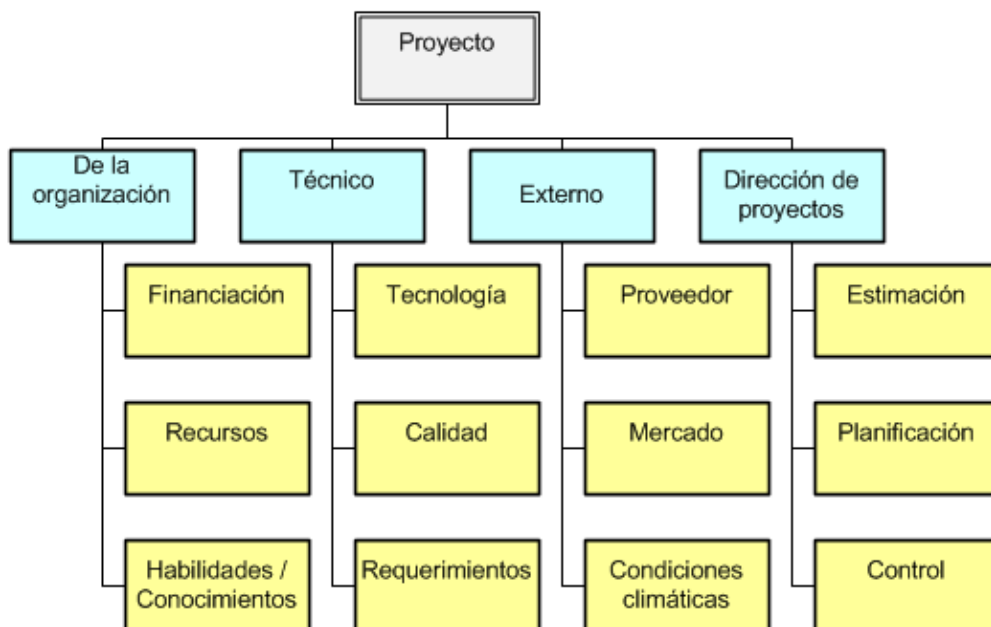 Proyecto
De la
organización
Técnico
Externo
Dirección de
proyectos
Financiación
Tecnología
Proveedor
Estimación
Recursos
Calidad
Mercado
Planificación
Habilidades /
Conocimientos
Requerimientos
Condiciones
climáticas
Control